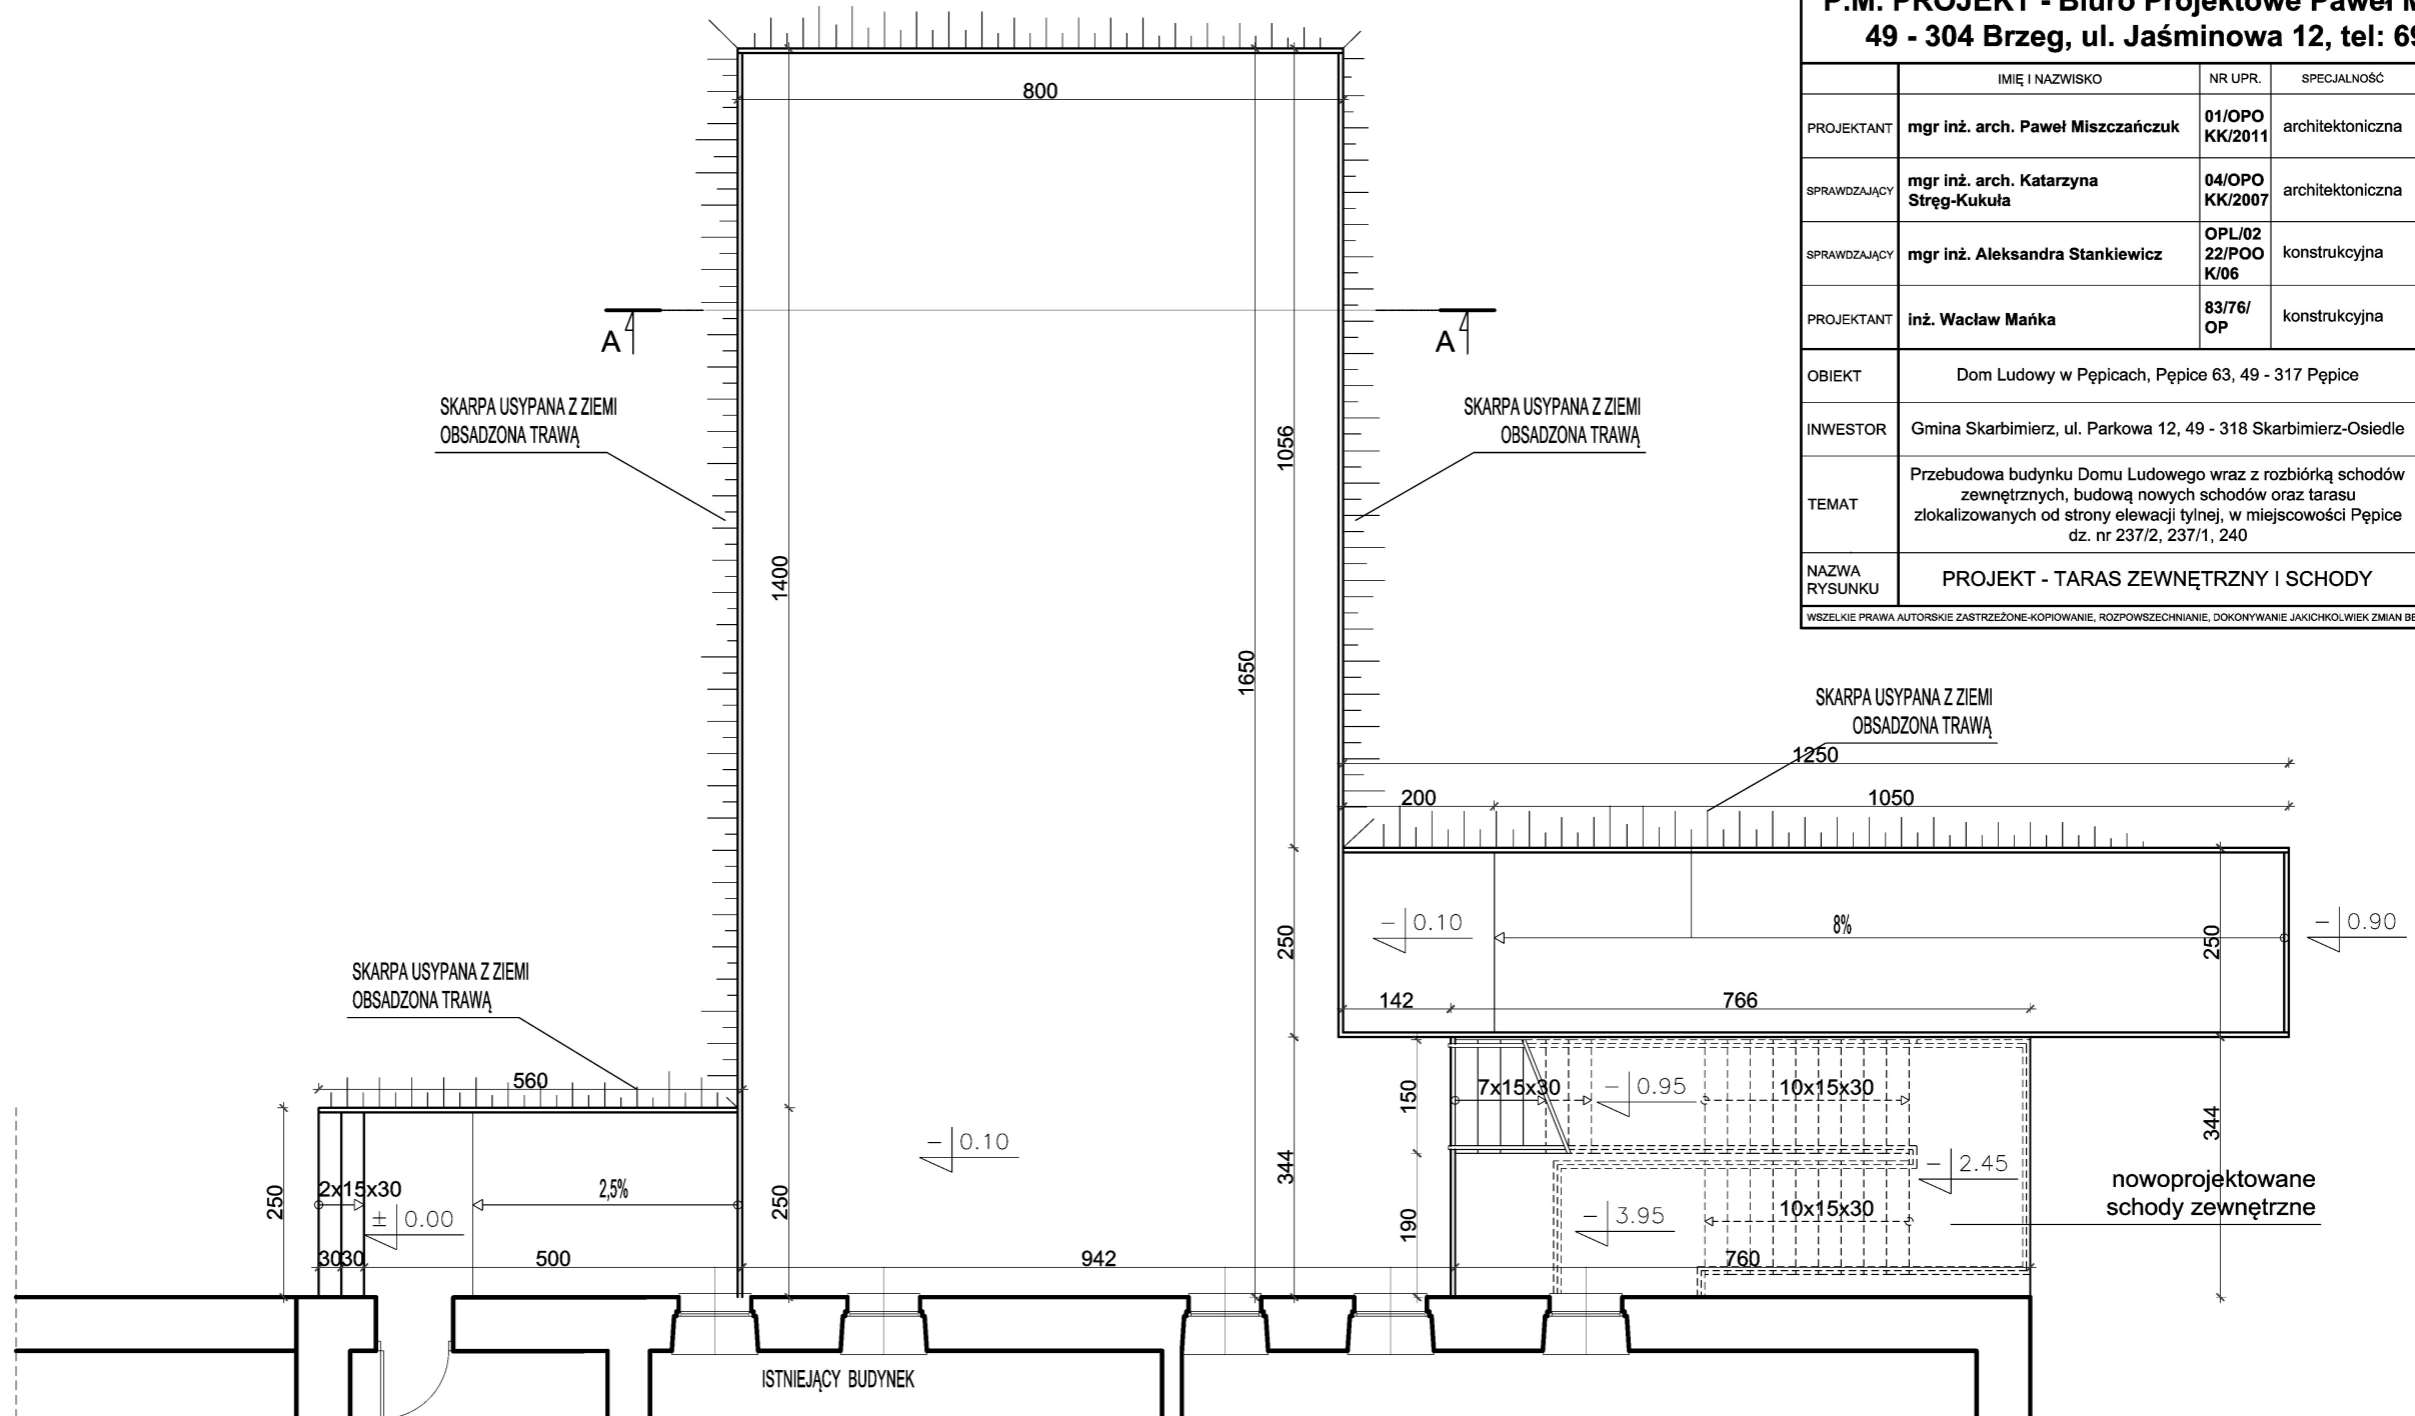 P.M. PROJEKT - Biuro Projektowe Paweł M
49 - 304 Brzeg, ul. Jaśminowa 12, tel: 69
IMIĘ I NAZWISKO NR UPR. SPECJALNOŚĆ
PROJEKTANT mgr inż. arch. Paweł Miszczańczuk 01/OPO KK/2011 architektoniczna
SPRAWDZAJĄCY mgr inż. arch. Katarzyna Stręg-Kukuła 04/OPO KK/2007 architektoniczna
SPRAWDZAJĄCY mgr inż. Aleksandra Stankiewicz OPL/02 22/POO K/06 konstrukcyjna
PROJEKTANT inż. Wacław Mańka 83/76/ OP konstrukcyjna
OBIEKT Dom Ludowy w Pępicach, Pępice 63, 49 - 317 Pępice
INWESTOR Gmina Skarbimierz, ul. Parkowa 12, 49 - 318 Skarbimierz-Osiedle
TEMAT
Przebudowa budynku Domu Ludowego wraz z rozbiórką schodów
zewnętrznych, budową nowych schodów oraz tarasu
zlokalizowanych od strony elewacji tylnej, w miejscowości Pępice
dz. nr 237/2, 237/1, 240
NAZWA
RYSUNKU
PROJEKT - TARAS ZEWNĘTRZNY I SCHODY
WSZELKIE PRAWA AUTORSKIE ZASTRZEŻONE-KOPIOWANIE, ROZPOWSZECHNIANIE, DOKONYWANIE JAKICHKOLWIEK ZMIAN BE
800
A
A
SKARPA USYPANA Z ZIEMI
OBSADZONA TRAWĄ
SKARPA USYPANA Z ZIEMI
OBSADZONA TRAWĄ
1056
1400
1650
SKARPA USYPANA Z ZIEMI
OBSADZONA TRAWĄ
1250
200
1050
- 0.10
8%
- 0.90
250
250
142
766
SKARPA USYPANA Z ZIEMI
OBSADZONA TRAWĄ
560
150
7x15x30
- 0.95
10x15x30
344
- 0.10
344
- 2.45
nowoprojektowane
schody zewnętrzne
250
2x15x30
2,5%
250
± 0.00
190
- 3.95
10x15x30
30
30
500
942
760
ISTNIEJĄCY BUDYNEK